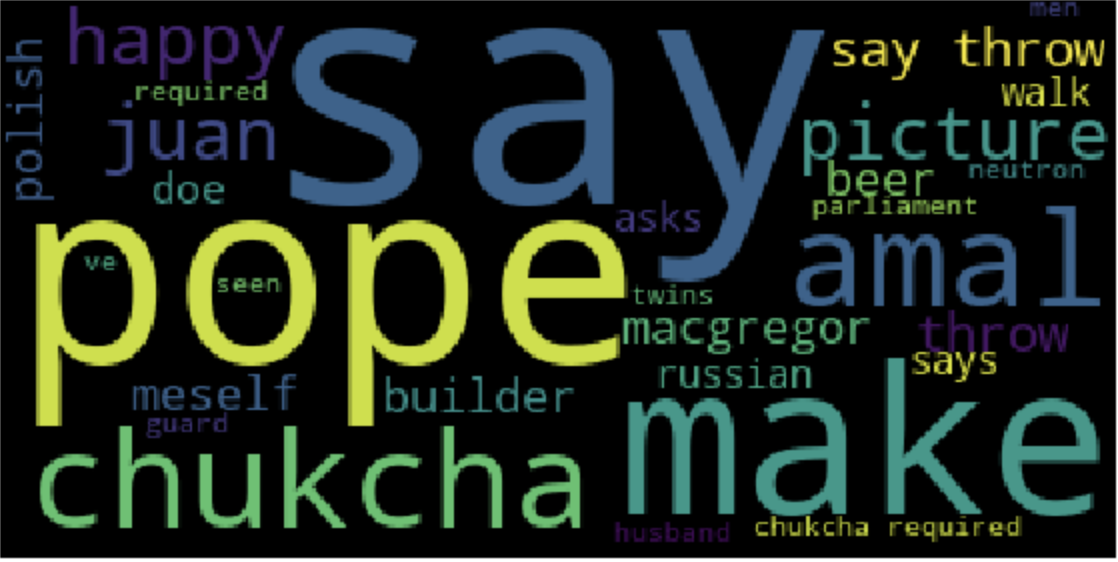 men
happy
say
say throw
polish
required
walk
juan
picture
beer
neutron
doe
parliament
asks
pope
amal
ve
seen
twins
macgregor
throw
says
russian
meself
builder
make
guard
chukcha
husband
chukcha required